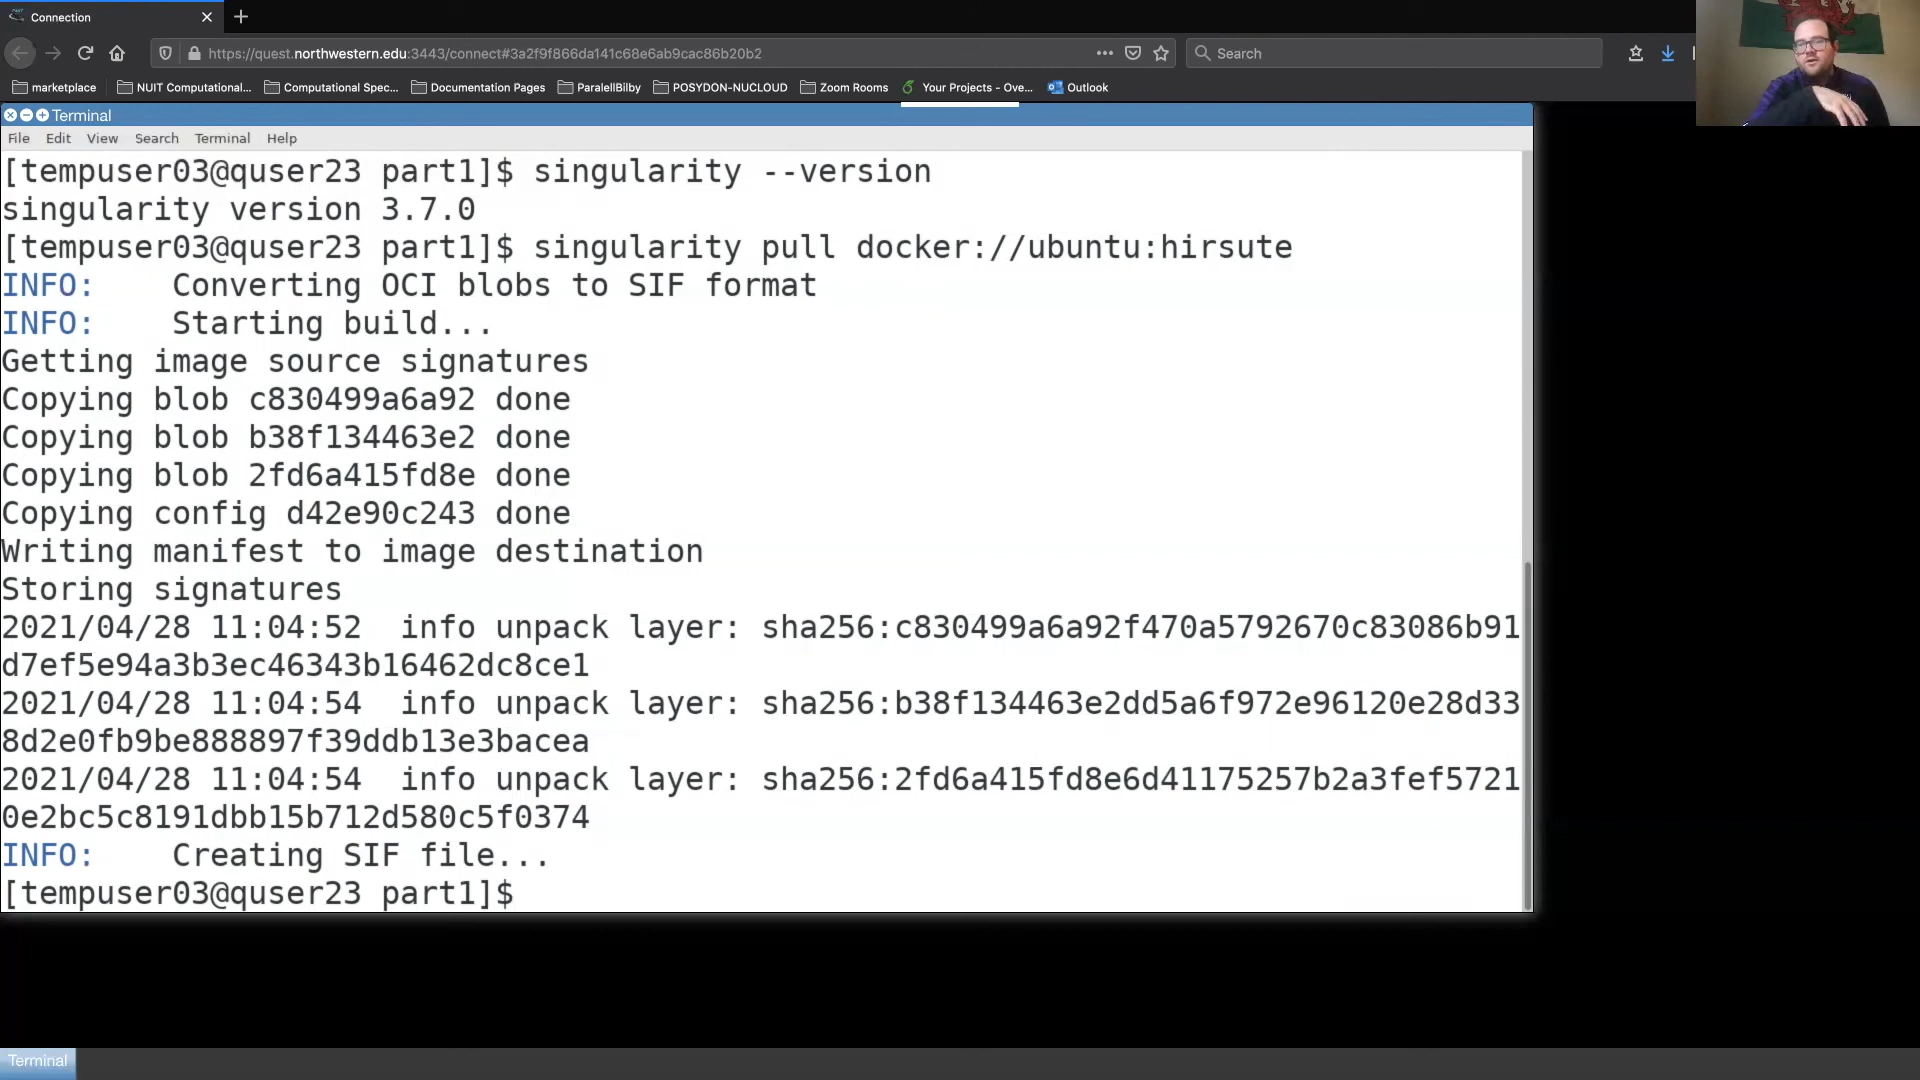 Connection
https://quest.northwestern.edu:3443/connect#3a2f9f866da141c68e6ab9cac86b20b2
Search
marketplace
NUIT Computational...
Computational Spec...
Documentation Pages
ParalellBilby
POSYDON-NUCLOUD
Zoom Rooms
Your Projects - Ove...
Outlook
Terminal
File Edit View Search Terminal Help
[tempuser03@quser23 part1]$ singularity --version
singularity version 3.7.0
[tempuser03@quser23 part1]$ singularity pull docker://ubuntu:hirsute
INFO: Converting OCI blobs to SIF format
INFO: Starting build...
Getting image source signatures
Copying blob c830499a6a92 done
Copying blob b38f134463e2 done
Copying blob 2fd6a415fd8e done
Copying config d42e90c243 done
Writing manifest to image destination
Storing signatures
2021/04/28 11:04:52 info unpack layer: sha256:c830499a6a92f470a5792670c83086b91
d7ef5e94a3b3ec46343b16462dc8ce1
2021/04/28 11:04:54 info unpack layer: sha256:b38f134463e2dd5a6f972e96120e28d33
8d2e0fb9be888897f39ddb13e3bacea
2021/04/28 11:04:54 info unpack layer: sha256:2fd6a415fd8e6d41175257b2a3fef5721
0e2bc5c8191dbb15b712d580c5f0374
INFO: Creating SIF file...
[tempuser03@quser23 part1]$
Terminal